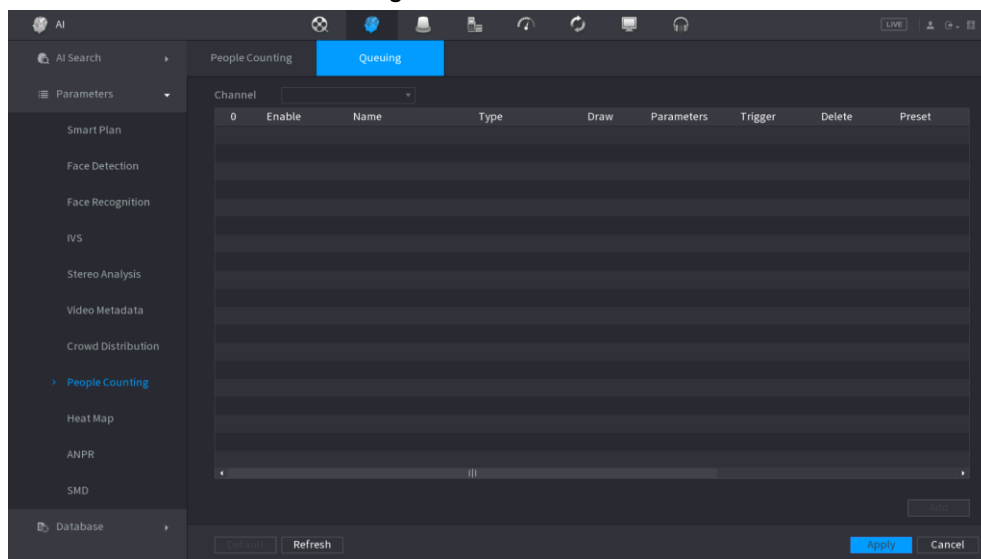 AI
LIVE
AI Search
People Counting
Queuing
Parameters
Channel
0 Enable Name Type Draw Parameters Trigger Delete Preset
Smart Plan
Face Detection
Face Recognition
IVS
Stereo Analysis
Video Metadata
Crowd Distribution
People Counting
Heat Map
ANPR
SMD
Add
Database
Default
Refresh
Apply
Cancel